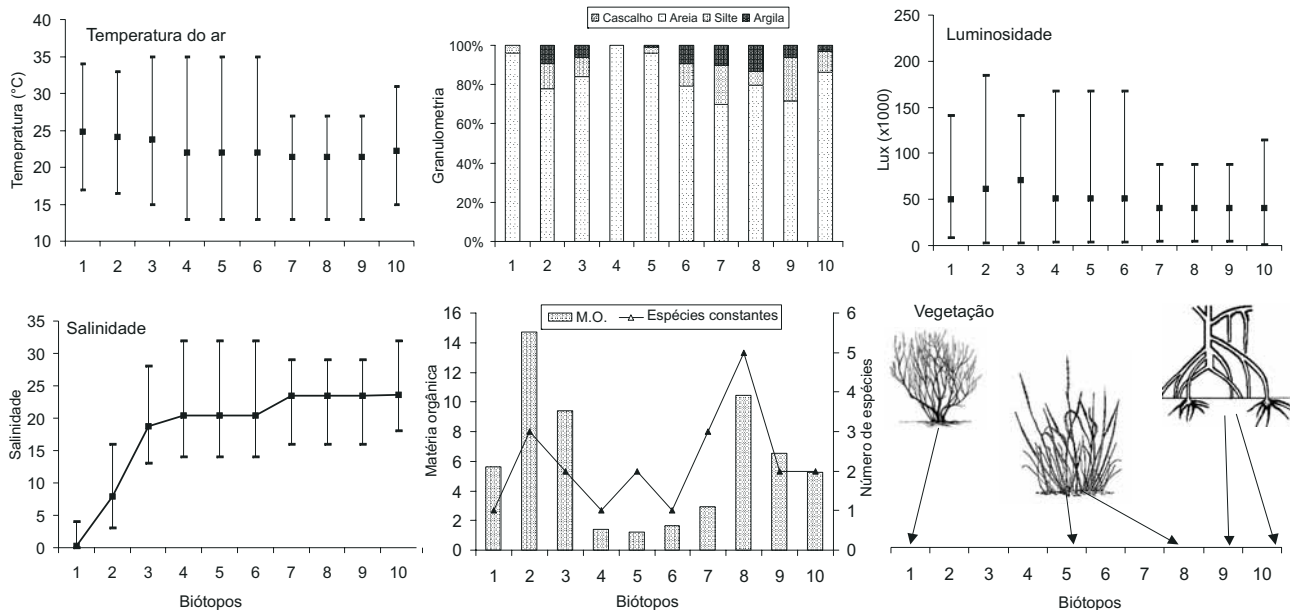 Temperatura do ar
Temepratura (°C)
40
35
30
25
20
15
10
1 2 3 4 5 6 7 8 9 10
Cascalho Areia Silte Argila
Granulometria
100%
80%
60%
40%
20%
0%
1 2 3 4 5 6 7 8 9 10
Luminosidade
Lux (x1000)
250
200
150
100
50
0
1 2 3 4 5 6 7 8 9 10
Salinidade
Salinidade
35
30
25
20
15
10
5
0
1 2 3 4 5 6 7 8 9 10
Biótopos
M.O. Espécies constantes
Matéria orgânica
16
14
12
10
8
6
4
2
0
6
5
4
3
2
1
0
Número de espécies
1 2 3 4 5 6 7 8 9 10
Biótopos
Vegetação
1 2 3 4 5 6 7 8 9 10
Biótopos